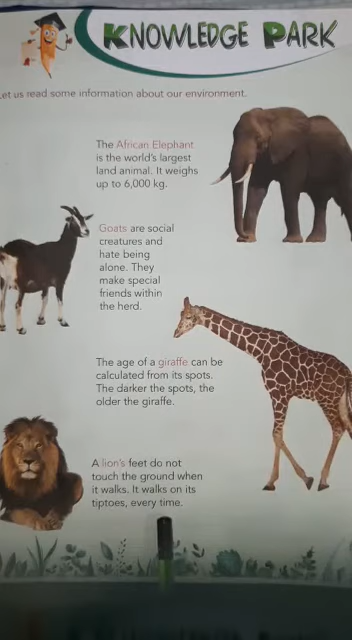 KNOWLEDGE PARK
Let us read some information about our environment.
The African Elephant
is the world's largest
land animal. It weighs
up to 6,000 kg.
Goats are social
creatures and
hate being
alone. They
make special
friends within
the herd.
The age of a giraffe can be
calculated from its spots.
The darker the spots, the
older the giraffe.
A lion's feet do not
touch the ground when
it walks. It walks on its
tiptoes, every time.